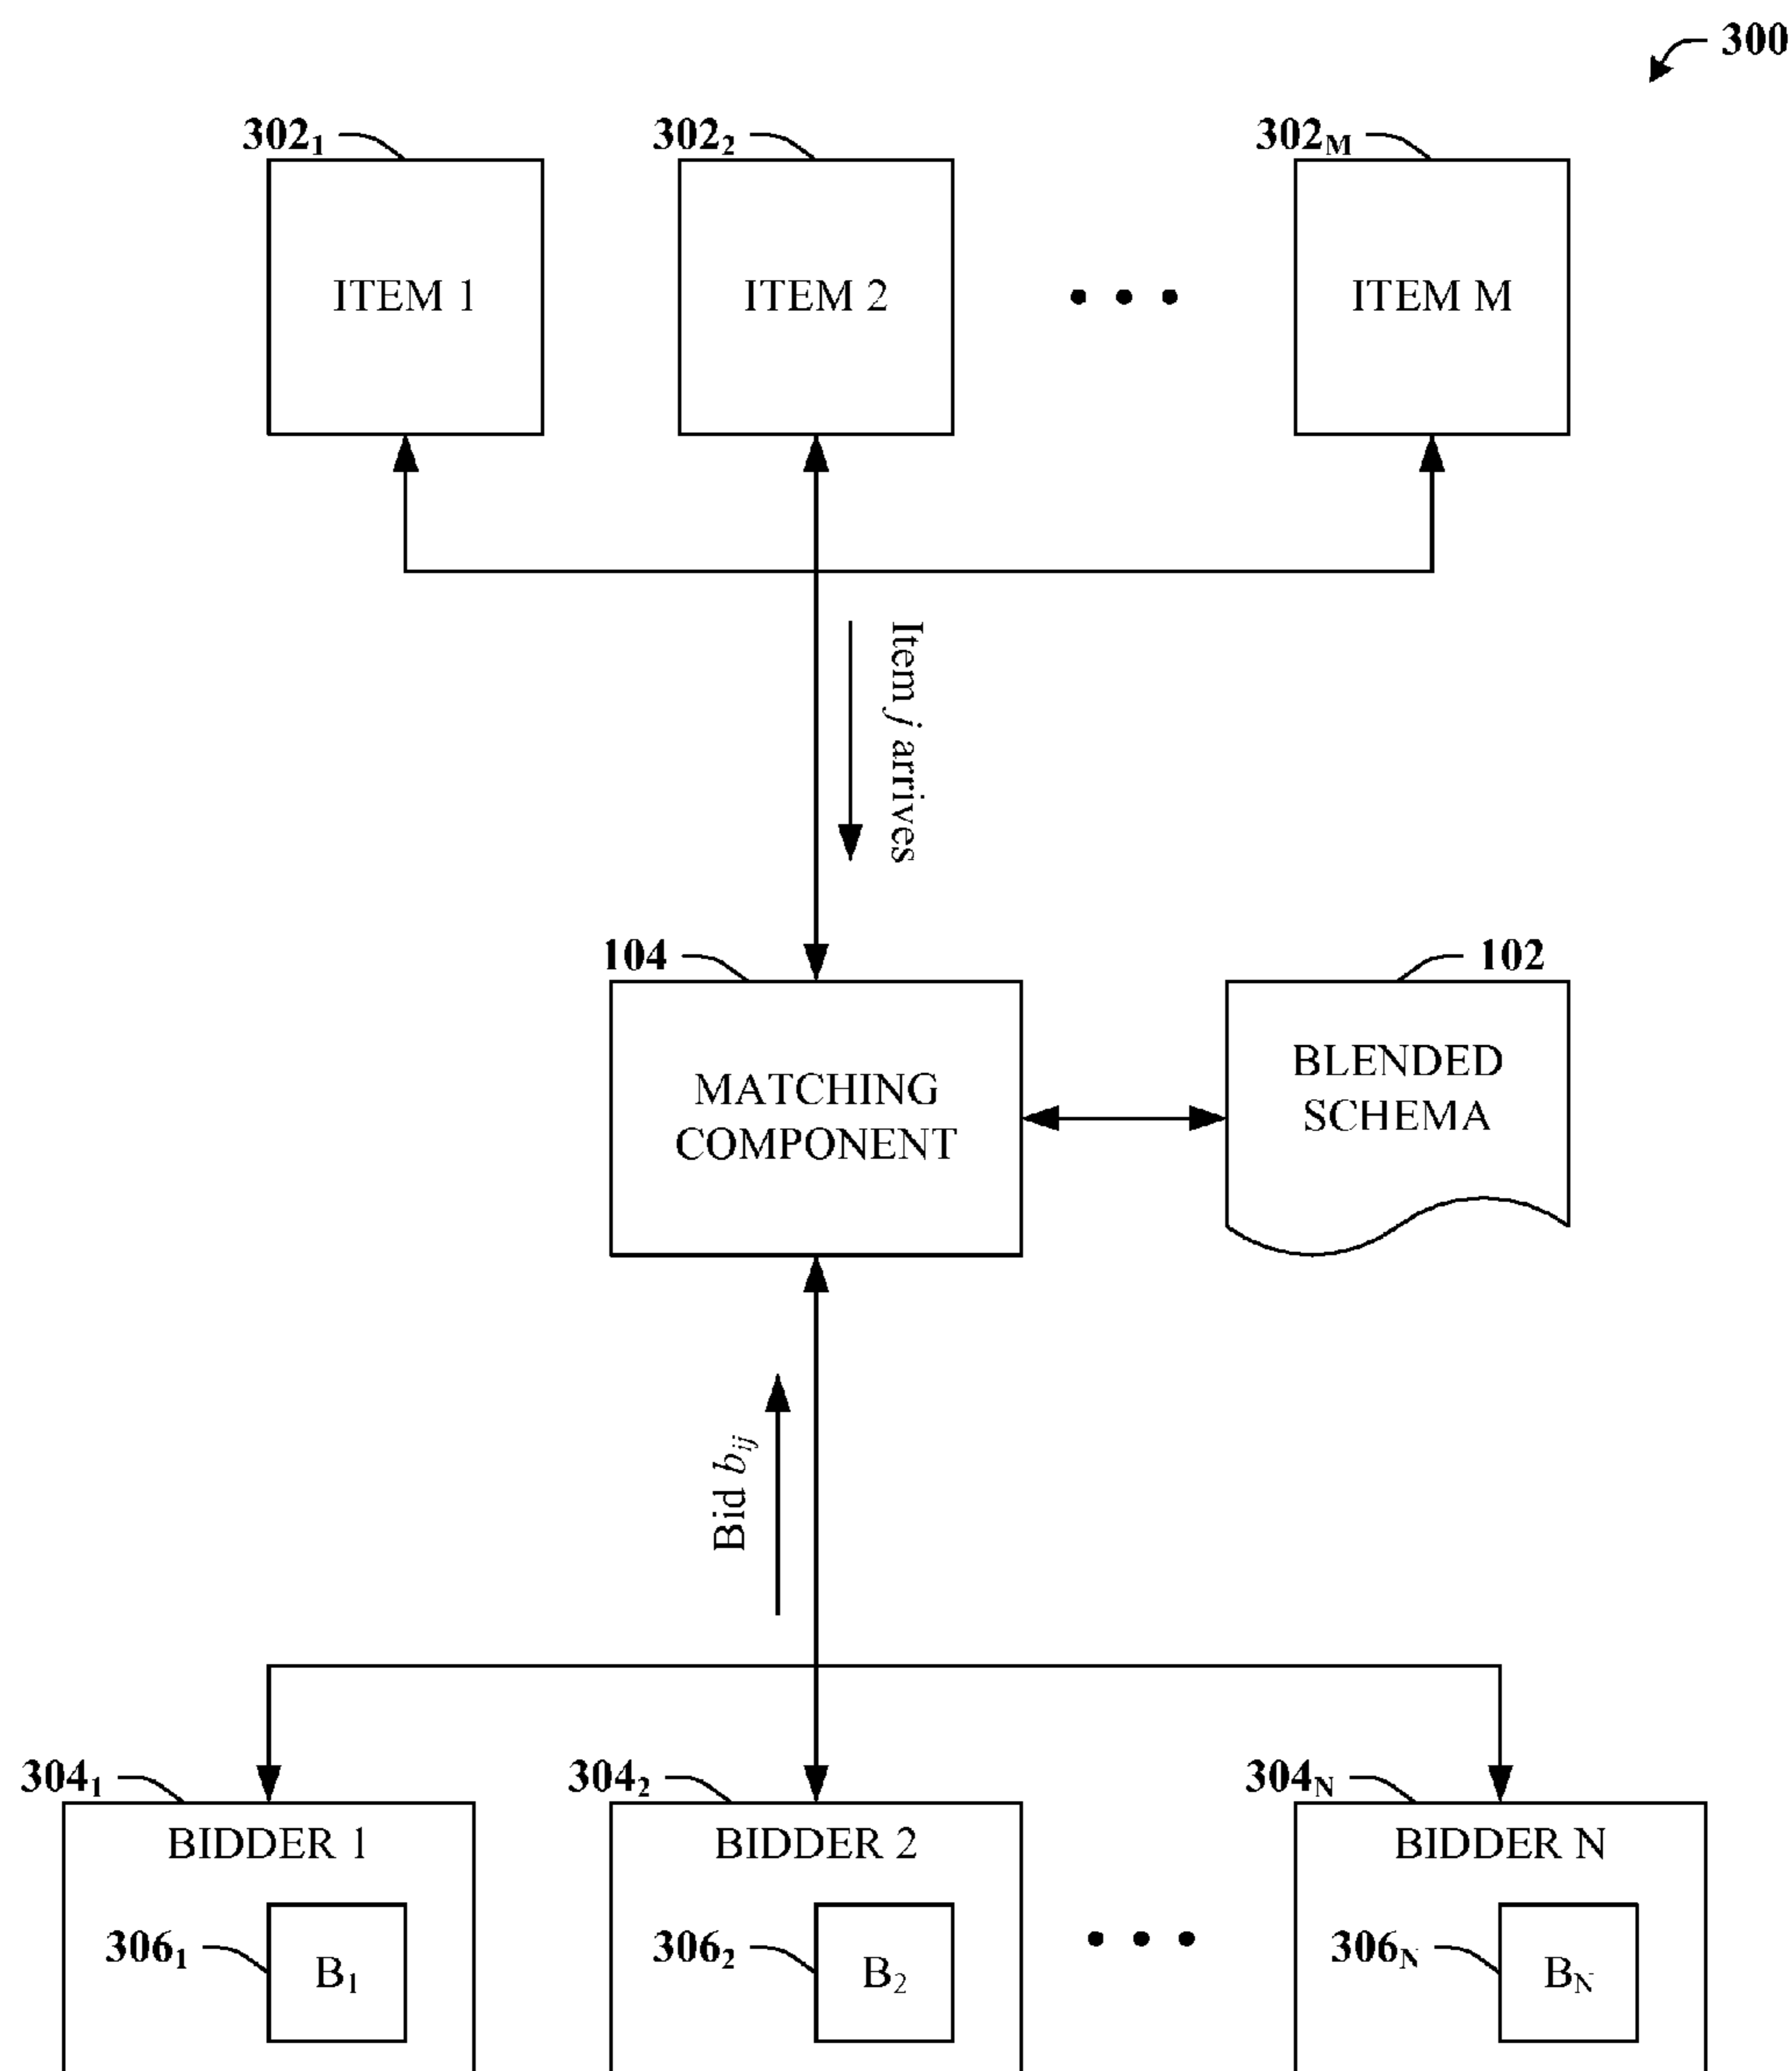 300
302₁ 302₂ 302M
ITEM 1 ITEM 2 • • • ITEM M
Item j arrives
104 102
MATCHING
COMPONENT
BLENDED
SCHEMA
Bid bij
304₁ 304₂ 304N
BIDDER 1 BIDDER 2 BIDDER N
306₁ B₁ 306₂ B₂ • • • 306N BN